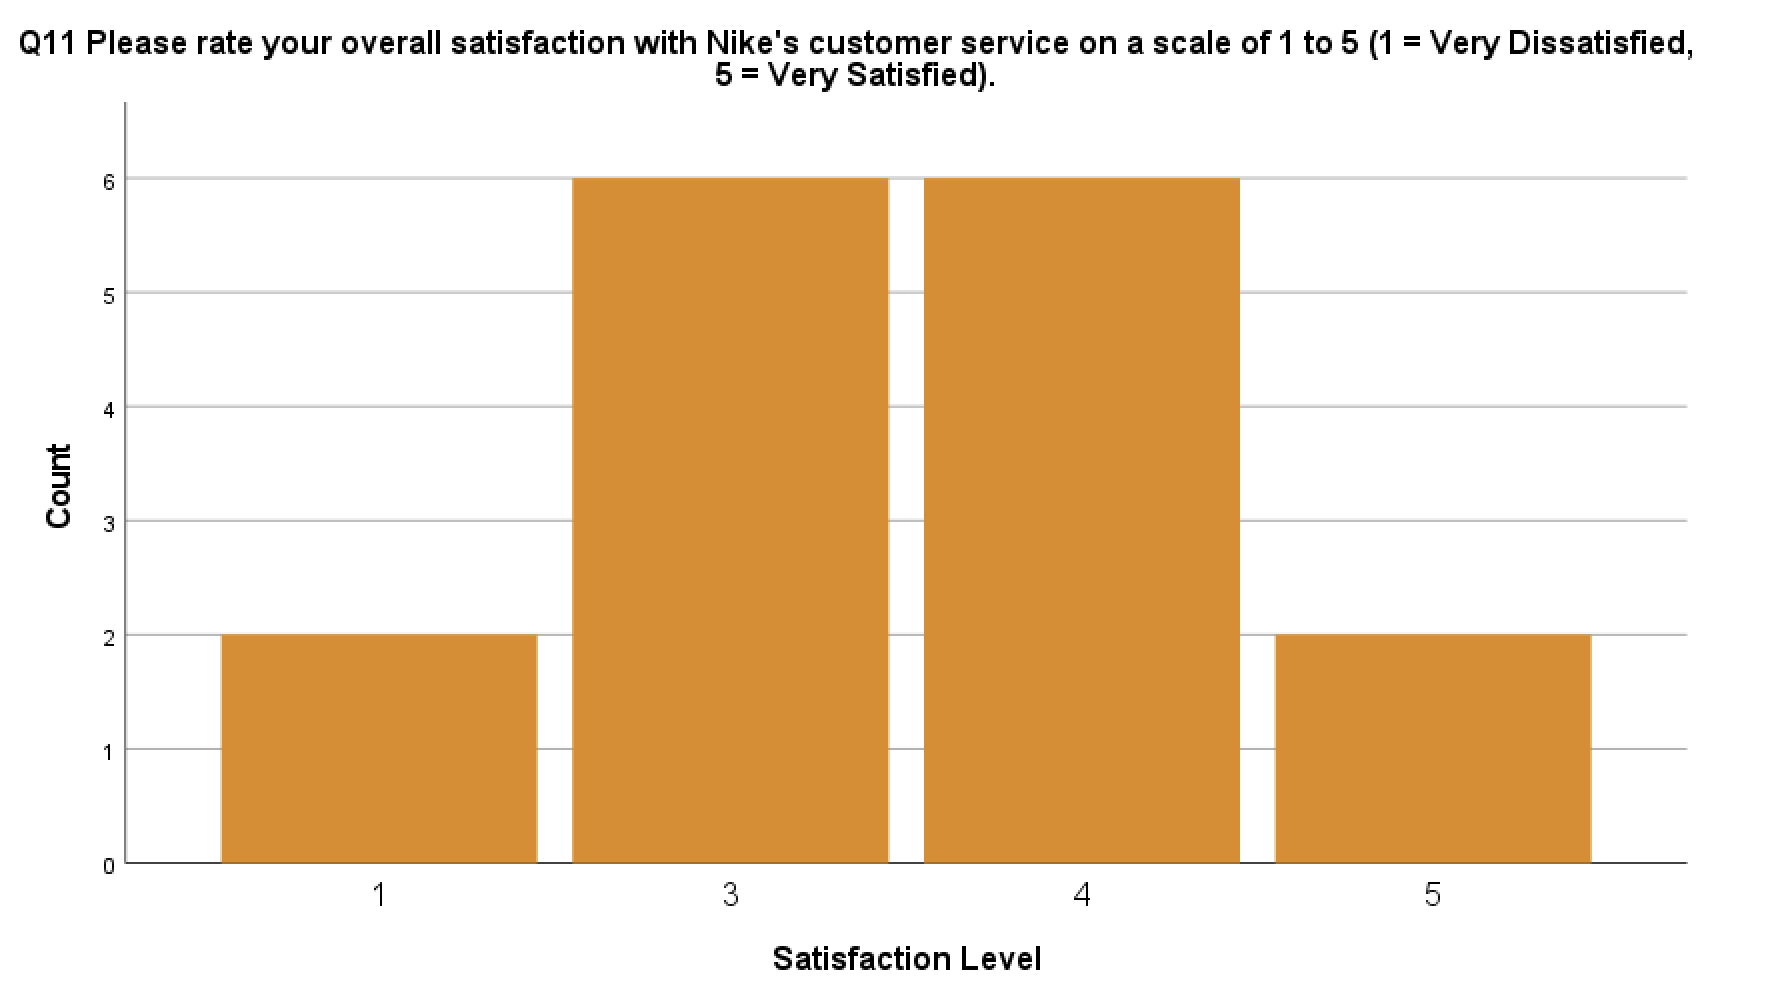 Q11 Please rate your overall satisfaction with Nike's customer service on a scale of 1 to 5 (1 = Very Dissatisfied,
5 = Very Satisfied).
6
5
4
3
2
1
0
Count
1 3 4 5
Satisfaction Level